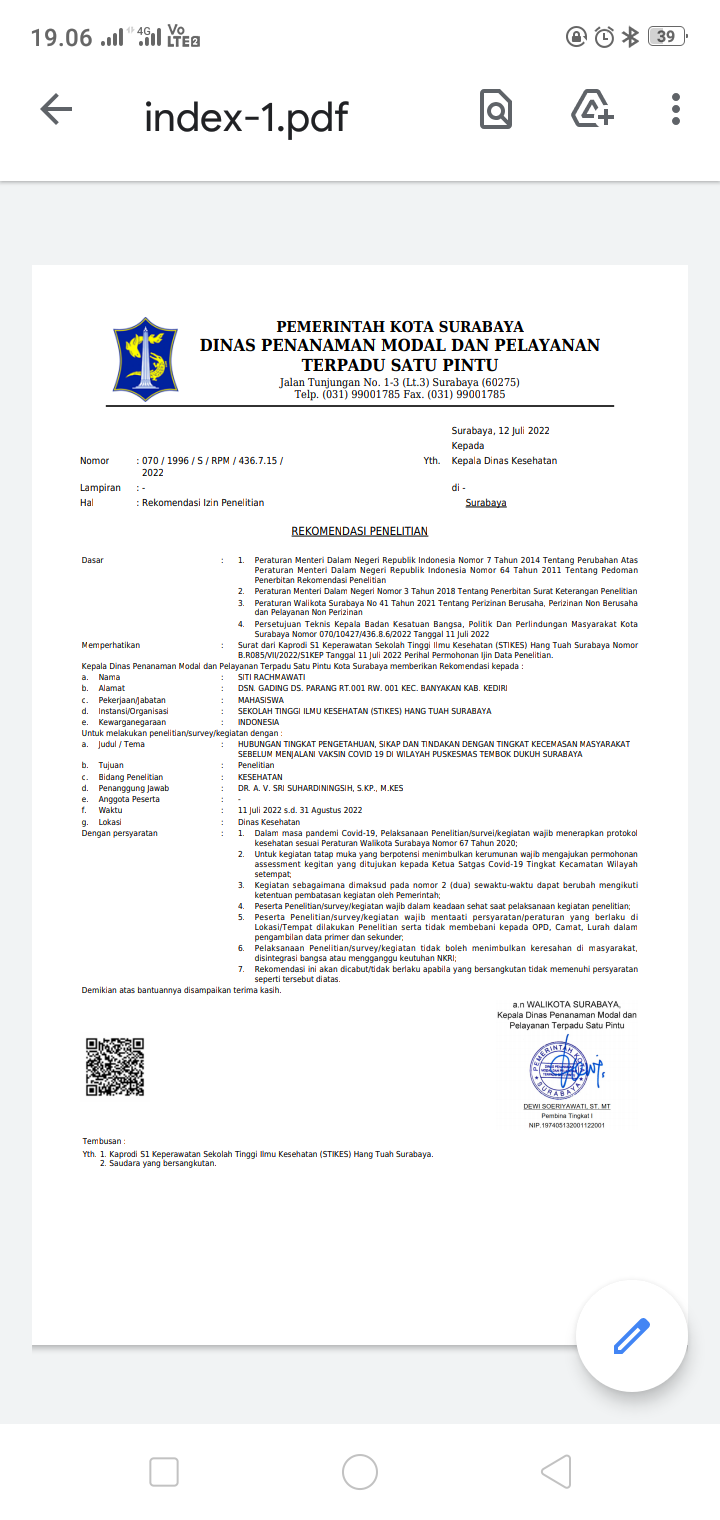 19.06 4G Vo LTE2 39
index-1.pdf
PEMERINTAH KOTA SURABAYA
DINAS PENANAMAN MODAL DAN PELAYANAN
TERPADU SATU PINTU
Jalan Tunjungan No. 1-3 (Lt.3) Surabaya (60275)
Telp. (031) 99001785 Fax. (031) 99001785
Surabaya, 12 Juli 2022
Kepada
Nomor : 070 / 1996 / S / RPM / 436.7.15 / Yth. Kepala Dinas Kesehatan
2022
Lampiran : - di -
Hal : Rekomendasi Izin Penelitian Surabaya
REKOMENDASI PENELITIAN
Dasar : 1. Peraturan Menteri Dalam Negeri Republik Indonesia Nomor 7 Tahun 2014 Tentang Perubahan Atas
Peraturan Menteri Dalam Negeri Republik Indonesia Nomor 64 Tahun 2011 Tentang Pedoman
Penerbitan Rekomendasi Penelitian
2. Peraturan Menteri Dalam Negeri Nomor 3 Tahun 2018 Tentang Penerbitan Surat Keterangan Penelitian
3. Peraturan Walikota Surabaya No 41 Tahun 2021 Tentang Perizinan Berusaha, Perizinan Non Berusaha
dan Pelayanan Non Perizinan
4. Persetujuan Teknis Kepala Badan Kesatuan Bangsa, Politik Dan Perlindungan Masyarakat Kota
Surabaya Nomor 070/10427/436.8.6/2022 Tanggal 11 Juli 2022
Memperhatikan : Surat dari Kaprodi S1 Keperawatan Sekolah Tinggi Ilmu Kesehatan (STIKES) Hang Tuah Surabaya Nomor
B.R085/VII/2022/S1KEP Tanggal 11 Juli 2022 Perihal Permohonan Ijin Data Penelitian.
Kepala Dinas Penanaman Modal dan Pelayanan Terpadu Satu Pintu Kota Surabaya memberikan Rekomendasi kepada :
a. Nama : SITI RACHMAWATI
b. Alamat : DSN. GADING DS. PARANG RT.001 RW. 001 KEC. BANYAKAN KAB. KEDIRI
c. Pekerjaan/Jabatan : MAHASISWA
d. Instansi/Organisasi : SEKOLAH TINGGI ILMU KESEHATAN (STIKES) HANG TUAH SURABAYA
e. Kewarganegaraan : INDONESIA
Untuk melakukan penelitian/survey/kegiatan dengan :
a. Judul / Tema : HUBUNGAN TINGKAT PENGETAHUAN, SIKAP DAN TINDAKAN DENGAN TINGKAT KECEMASAN MASYARAKAT
SEBELUM MENJALANI VAKSIN COVID 19 DI WILAYAH PUSKESMAS TEMBOK DUKUH SURABAYA
b. Tujuan : Penelitian
c. Bidang Penelitian : KESEHATAN
d. Penanggung Jawab : DR. A. V. SRI SUHARDININGSIH, S.KP., M.KES
e. Anggota Peserta : -
f. Waktu : 11 Juli 2022 s.d. 31 Agustus 2022
g. Lokasi : Dinas Kesehatan
Dengan persyaratan : 1. Dalam masa pandemi Covid-19, Pelaksanaan Penelitian/survei/kegiatan wajib menerapkan protokol
kesehatan sesuai Peraturan Walikota Surabaya Nomor 67 Tahun 2020;
2. Untuk kegiatan tatap muka yang berpotensi menimbulkan kerumunan wajib mengajukan permohonan
assessment kegitan yang ditujukan kepada Ketua Satgas Covid-19 Tingkat Kecamatan Wilayah
setempat;
3. Kegiatan sebagaimana dimaksud pada nomor 2 (dua) sewaktu-waktu dapat berubah mengikuti
ketentuan pembatasan kegiatan oleh Pemerintah;
4. Peserta Penelitian/survey/kegiatan wajib dalam keadaan sehat saat pelaksanaan kegiatan penelitian;
5. Peserta Penelitian/survey/kegiatan wajib mentaati persyaratan/peraturan yang berlaku di
Lokasi/Tempat dilakukan Penelitian serta tidak membebani kepada OPD, Camat, Lurah dalam
pengambilan data primer dan sekunder;
6. Pelaksanaan Penelitian/survey/kegiatan tidak boleh menimbulkan keresahan di masyarakat,
disintegrasi bangsa atau mengganggu keutuhan NKRI;
7. Rekomendasi ini akan dicabut/tidak berlaku apabila yang bersangkutan tidak memenuhi persyaratan
seperti tersebut diatas.
Demikian atas bantuannya disampaikan terima kasih.
a.n WALIKOTA SURABAYA,
Kepala Dinas Penanaman Modal dan
Pelayanan Terpadu Satu Pintu
PEMERINTAH KOTA
SURABAYA
DEWI SOERIYAWATI, ST. MT
Pembina Tingkat I
NIP.197405132001122001
Tembusan :
Yth. 1. Kaprodi S1 Keperawatan Sekolah Tinggi Ilmu Kesehatan (STIKES) Hang Tuah Surabaya.
2. Saudara yang bersangkutan.